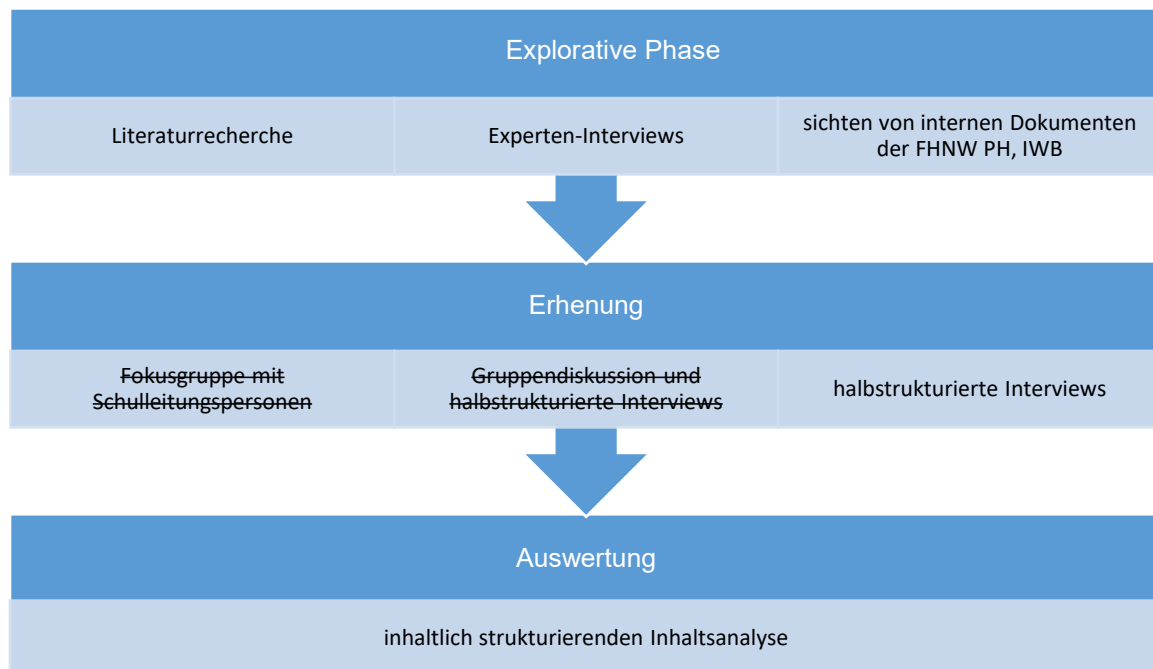 Explorative Phase
Literaturrecherche
Experten-Interviews
sichten von internen Dokumenten
der FHNW PH, IWB
Erhenung
Fokusgruppe mit
Schulleitungspersonen
Gruppendiskussion und
halbstrukturierte Interviews
halbstrukturierte Interviews
Auswertung
inhaltlich strukturierenden Inhaltsanalyse